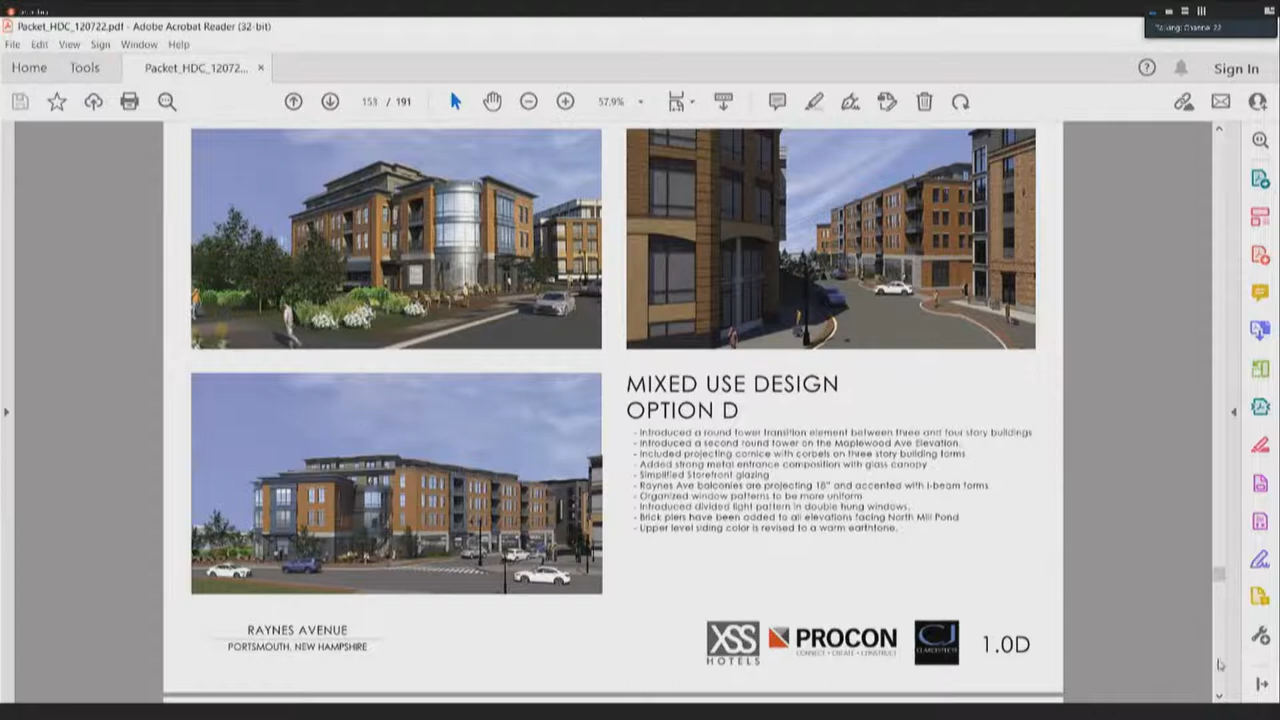 Packet_HDC_120722.pdf - Adobe Acrobat Reader (32-bit)
File Edit View Sign Window Help
Home Tools Packet_HDC_12072... ×
Sign In
153 / 191
57.9%
MIXED USE DESIGN
OPTION D
- Introduced a round tower transition element between three and four story buildings
- Introduced a second round tower on the Maplewood Ave Elevation.
- Included projecting cornice with corbels on three story building forms
- Added strong metal entrance composition with glass canopy
- Simplified Storefront glazing
- Raynes Ave balconies are projecting 18" and accented with I-beam forms
- Organized window patterns to be more uniform
- Introduced divided light pattern in double hung windows.
- Brick piers have been added to all elevations facing North Mill Pond
- Upper level siding color is revised to a warm earthtone.
RAYNES AVENUE
PORTSMOUTH, NEW HAMPSHIRE
XSS
HOTELS
PROCON
CONNECT • CREATE • CONSTRUCT
CJ
CJ ARCHITECTS
1.0D